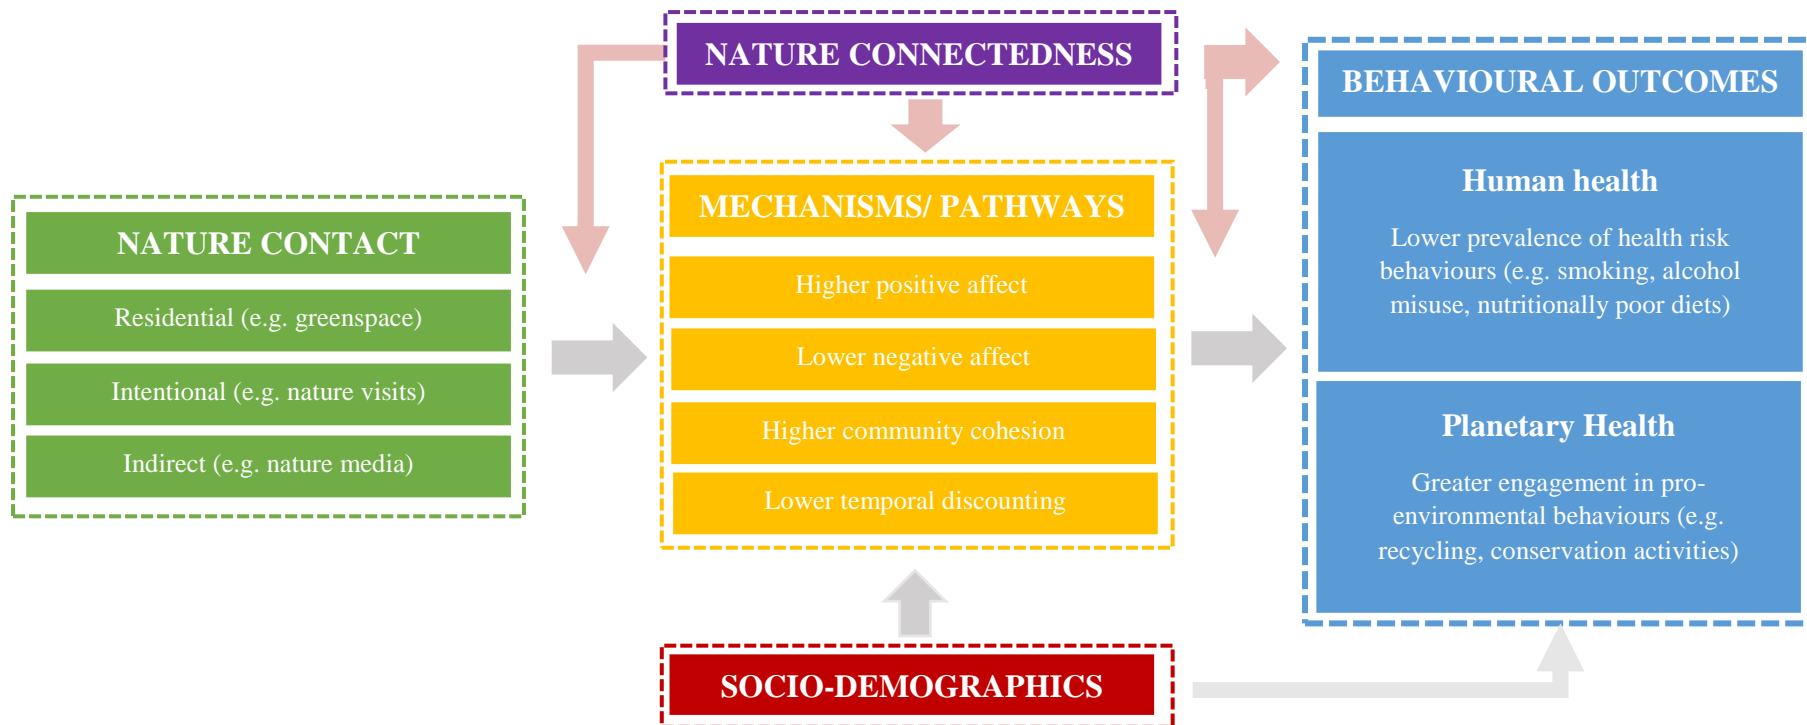 NATURE CONNECTEDNESS
NATURE CONTACT
Residential (e.g. greenspace)
Intentional (e.g. nature visits)
Indirect (e.g. nature media)
MECHANISMS/ PATHWAYS
Higher positive affect
Lower negative affect
Higher community cohesion
Lower temporal discounting
SOCIO-DEMOGRAPHICS
BEHAVIOURAL OUTCOMES
Human health
Lower prevalence of health risk
behaviours (e.g. smoking, alcohol
misuse, nutritionally poor diets)
Planetary Health
Greater engagement in pro-
environmental behaviours (e.g.
recycling, conservation activities)